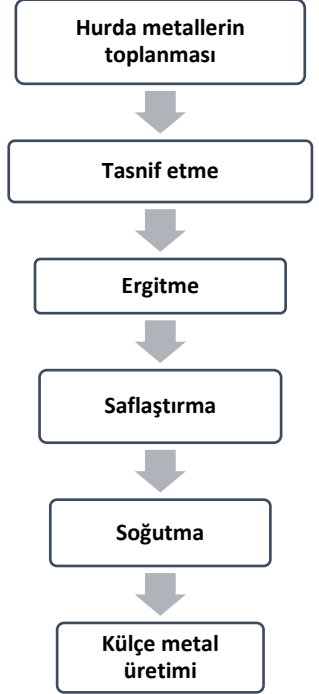 Hurda metallerin
toplanması
Tasnif etme
Ergitme
Saflaştırma
Soğutma
Külçe metal
üretimi